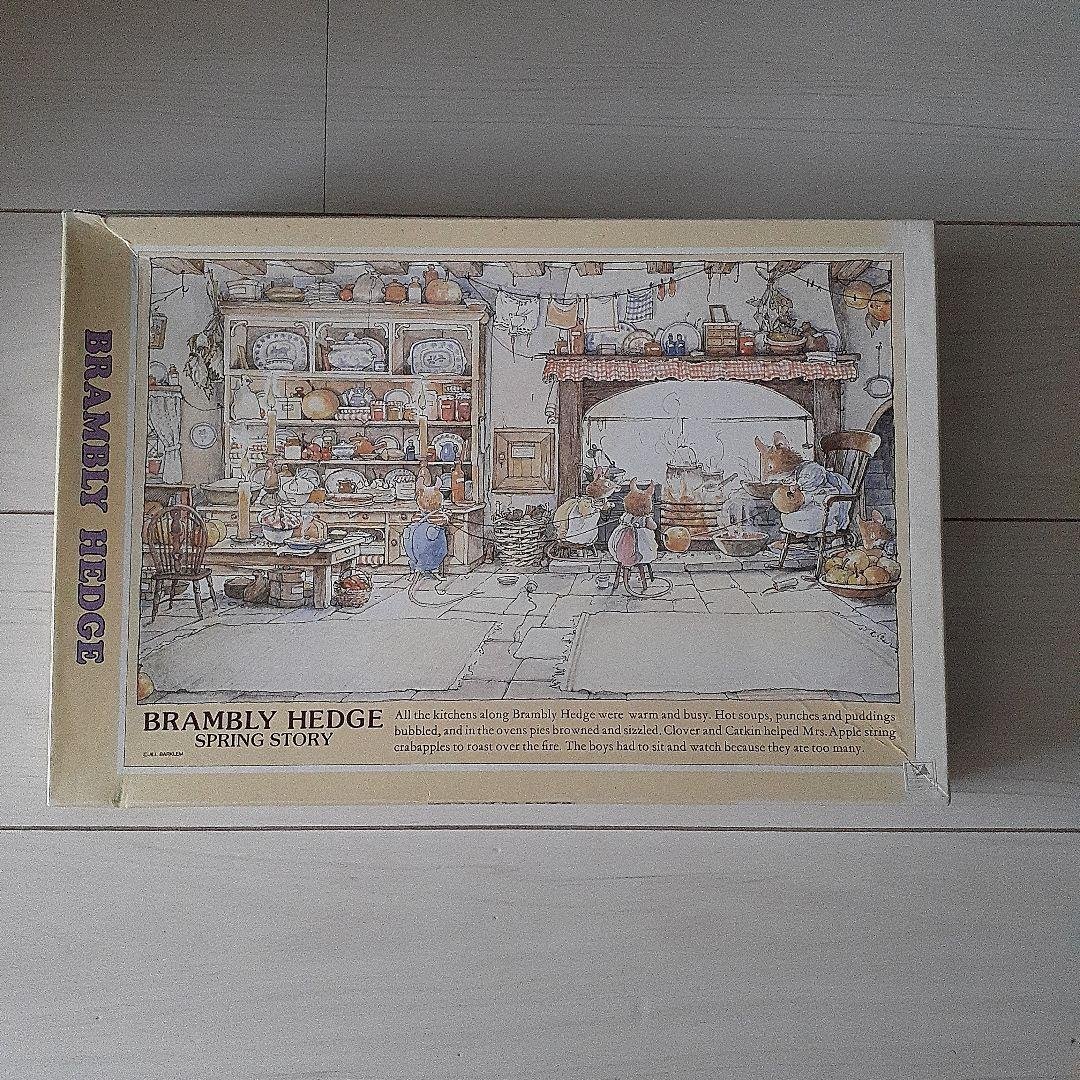 BRAMBLY HEDGE
BRAMBLY HEDGE
SPRING STORY
©JILL BARKLEM
All the kitchens along Brambly Hedge were warm and busy. Hot soups, punches and puddings
bubbled, and in the ovens pies browned and sizzled. Clover and Catkin helped Mrs. Apple string
crabapples to roast over the fire. The boys had to sit and watch because they ate too many.